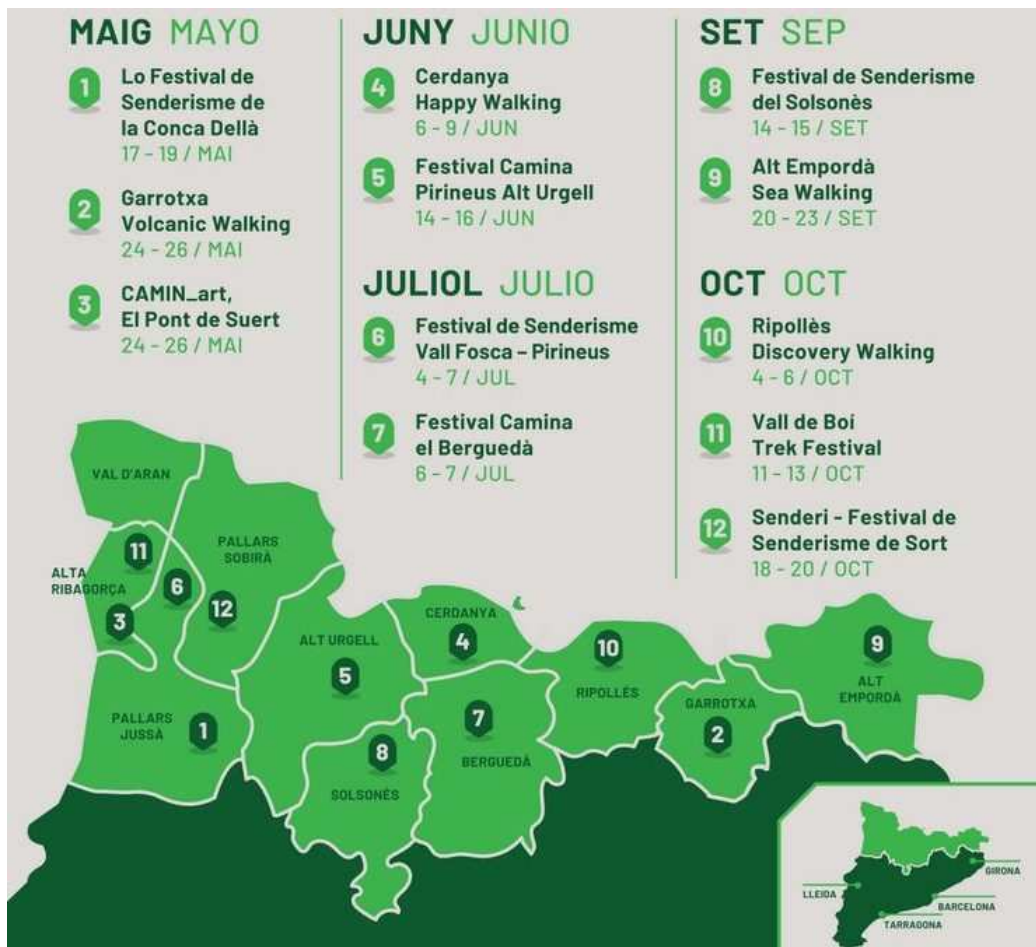 MAIG MAYO
1
Lo Festival de
Senderisme de
la Conca Dellà
17 - 19 / MAI
2
Garrotxa
Volcanic Walking
24 - 26 / MAI
3
CAMIN_art,
El Pont de Suert
24 - 26 / MAI
JUNY JUNIO
4
Cerdanya
Happy Walking
6 - 9 / JUN
5
Festival Camina
Pirineus Alt Urgell
14 - 16 / JUN
JULIOL JULIO
6
Festival de Senderisme
Vall Fosca – Pirineus
4 - 7 / JUL
7
Festival Camina
el Berguedà
6 - 7 / JUL
SET SEP
8
Festival de Senderisme
del Solsonès
14 - 15 / SET
9
Alt Empordà
Sea Walking
20 - 23 / SET
OCT OCT
10
Ripollès
Discovery Walking
4 - 6 / OCT
11
Vall de Boí
Trek Festival
11 - 13 / OCT
12
Senderi - Festival de
Senderisme de Sort
18 - 20 / OCT
VAL D'ARAN
PALLARS
SOBIRÀ
11
ALTA
RIBAGORÇA
6
12
3
CERDANYA
4
ALT URGELL
5
10
RIPOLLÉS
9
ALT
EMPORDÀ
GARROTXA
2
PALLARS
JUSSÀ
1
7
BERGUEDÀ
8
SOLSONÉS
GIRONA
LLEIDA
BARCELONA
TARRAGONA